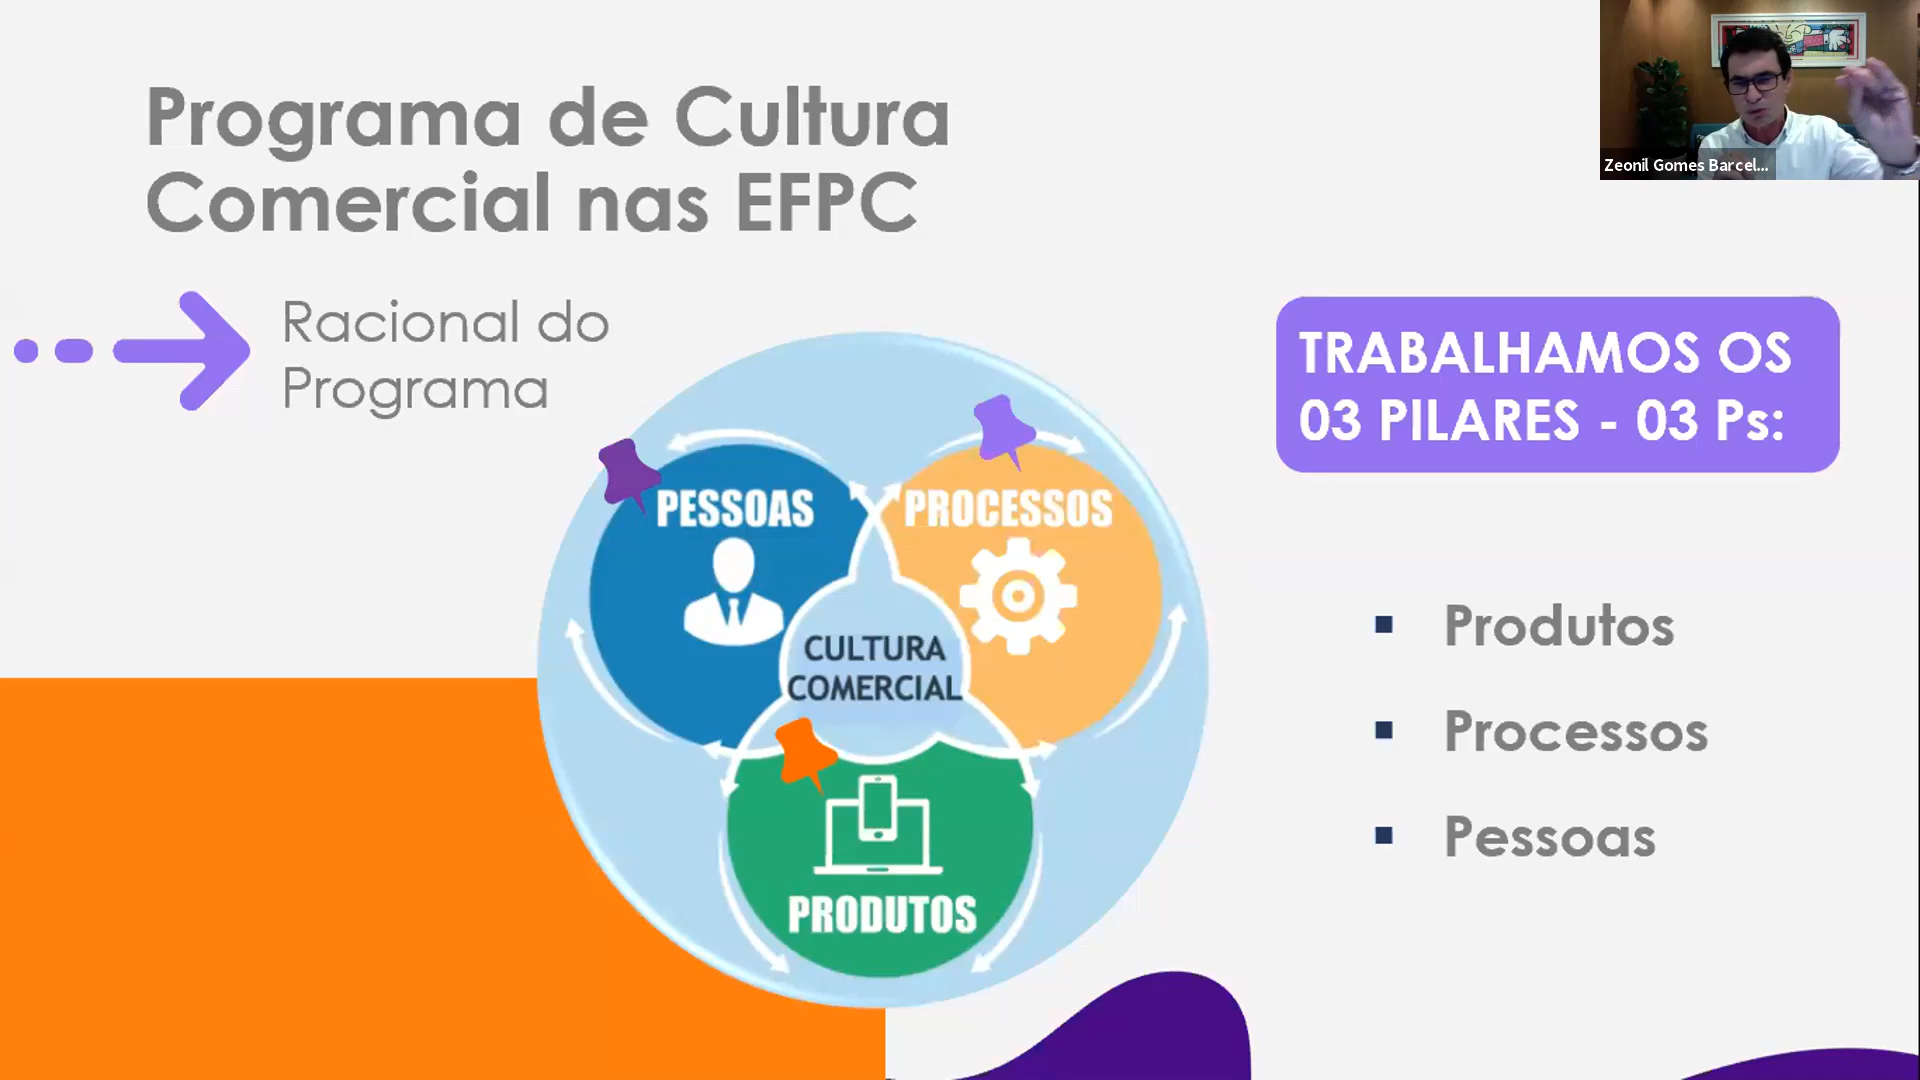 Programa de Cultura
Comercial nas EFPC
Zeonil Gomes Barcel...
Racional do
Programa
TRABALHAMOS OS
03 PILARES - 03 Ps:
PESSOAS
PROCESSOS
CULTURA
COMERCIAL
PRODUTOS
▪ Produtos
▪ Processos
▪ Pessoas